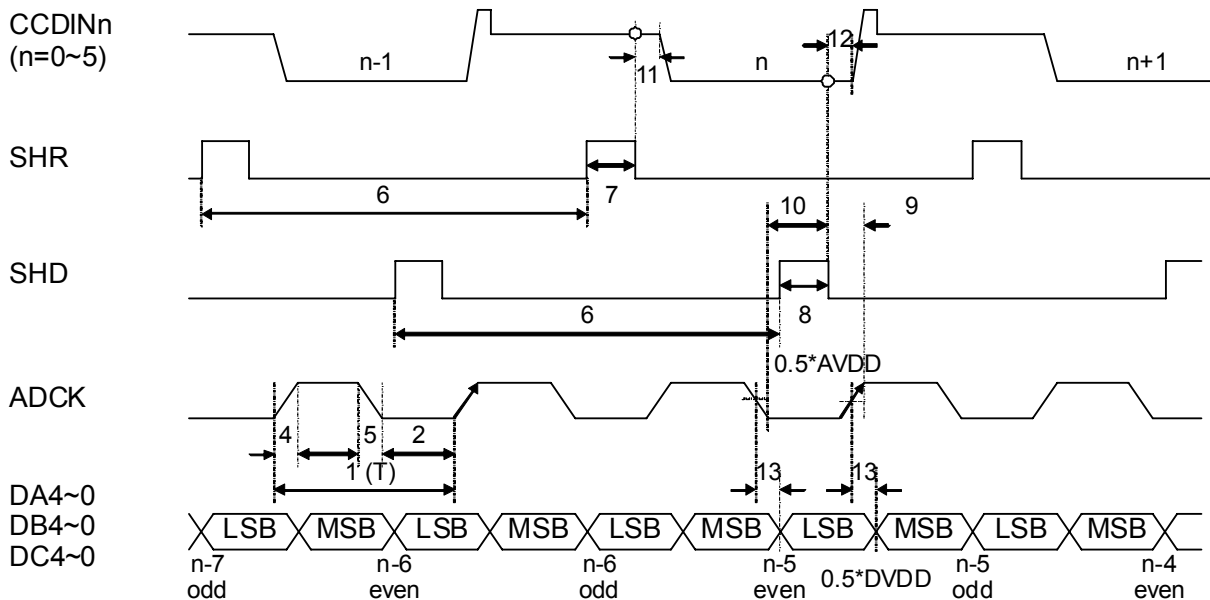 CCDINn
(n=0~5)
n-1
11
n
12
n+1
SHR
6
7
10
9
SHD
6
8
0.5*AVDD
ADCK
4
5
2
1 (T)
13
13
DA4~0
DB4~0
DC4~0
LSB
MSB
LSB
MSB
LSB
MSB
LSB
MSB
LSB
MSB
n-7
odd
n-6
even
n-6
odd
n-5
even
0.5*DVDD
n-5
odd
n-4
even